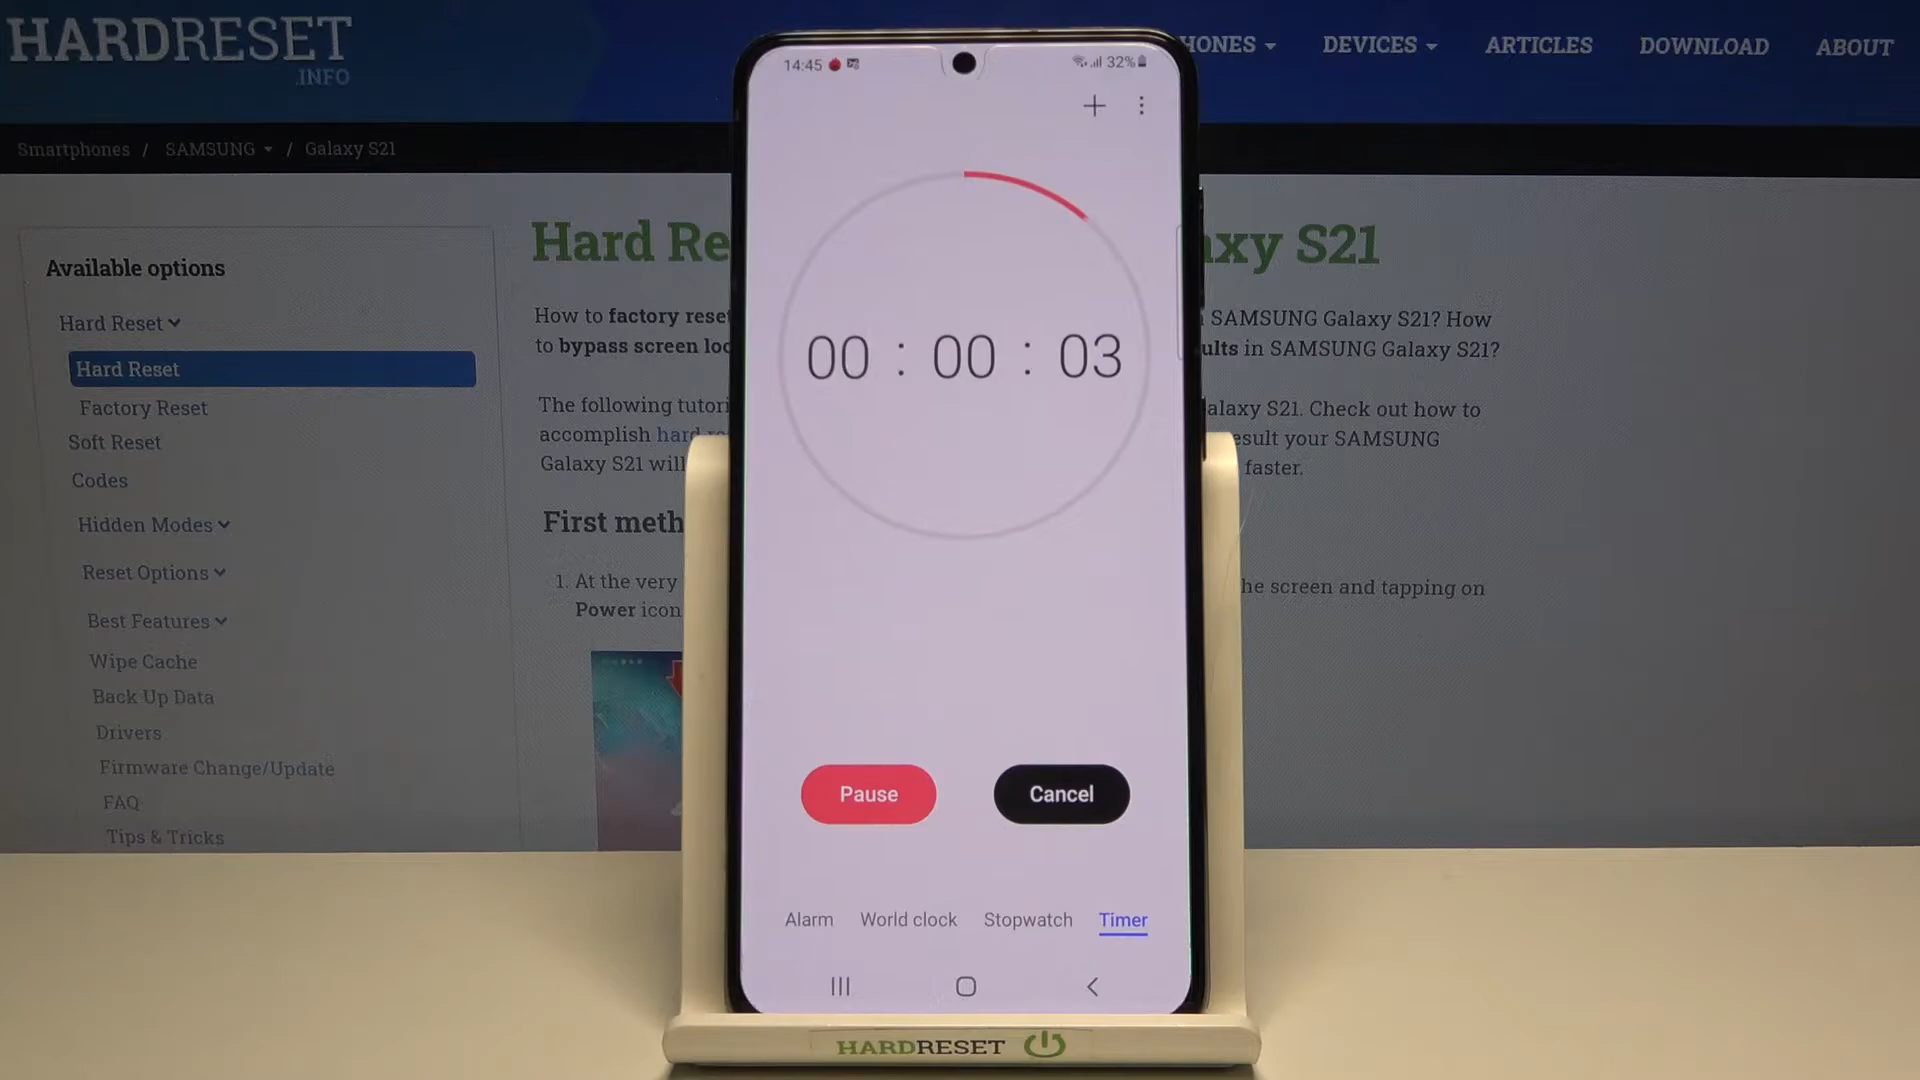 HARDRESET
.INFO
HONES DEVICES ARTICLES DOWNLOAD ABOUT
Smartphones / SAMSUNG / Galaxy S21
Available options
Hard Reset
Hard Reset
Factory Reset
Soft Reset
Codes
Hidden Modes
Reset Options
Best Features
Wipe Cache
Back Up Data
Drivers
Firmware Change/Update
FAQ
Tips & Tricks
Hard Re axy S21
How to factory reset SAMSUNG Galaxy S21? How
to bypass screen loc ults in SAMSUNG Galaxy S21?
The following tutori alaxy S21. Check out how to
accomplish hard re esult your SAMSUNG
Galaxy S21 will faster.
First meth
1. At the very he screen and tapping on
Power icon
14:45 32%
00 : 00 : 03
Pause Cancel
Alarm World clock Stopwatch Timer
HARDRESET